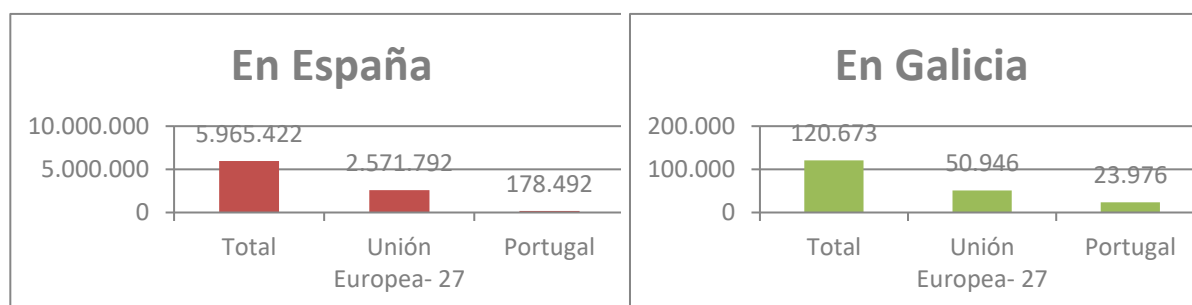 En España
10.000.000
5.000.000
0
5.965.422
2.571.792
178.492
Total
Unión
Europea- 27
Portugal
En Galicia
200.000
100.000
0
120.673
50.946
23.976
Total
Unión
Europea- 27
Portugal